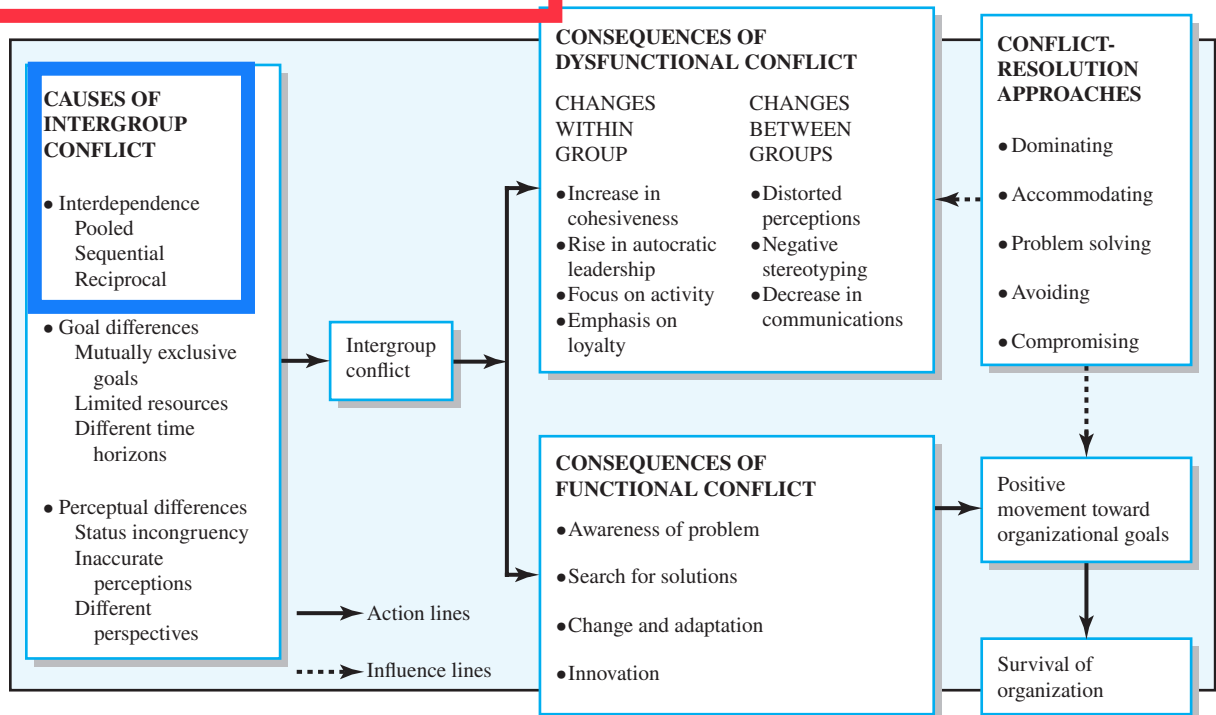 CAUSES OF
INTERGROUP
CONFLICT
● Interdependence
Pooled
Sequential
Reciprocal
● Goal differences
Mutually exclusive
goals
Limited resources
Different time
horizons
● Perceptual differences
Status incongruency
Inaccurate
perceptions
Different
perspectives
Intergroup
conflict
Action lines
Influence lines
CONSEQUENCES OF
DYSFUNCTIONAL CONFLICT
CHANGES
WITHIN
GROUP
●Increase in
cohesiveness
●Rise in autocratic
leadership
●Focus on activity
●Emphasis on
loyalty
CHANGES
BETWEEN
GROUPS
●Distorted
perceptions
●Negative
stereotyping
●Decrease in
communications
CONSEQUENCES OF
FUNCTIONAL CONFLICT
●Awareness of problem
●Search for solutions
●Change and adaptation
●Innovation
CONFLICT-
RESOLUTION
APPROACHES
●Dominating
●Accommodating
●Problem solving
●Avoiding
●Compromising
Positive
movement toward
organizational goals
Survival of
organization